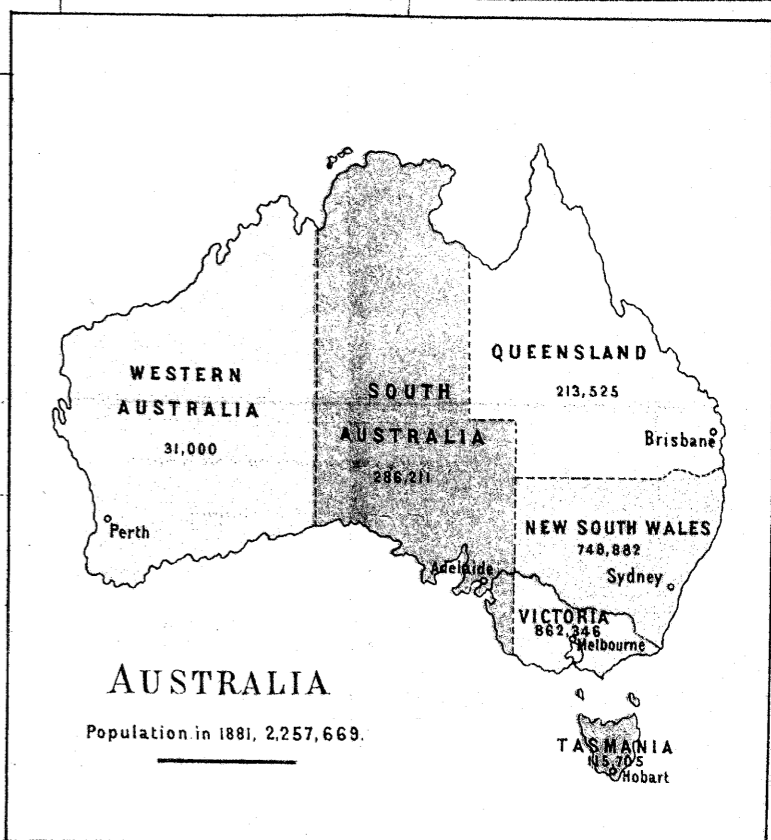 WESTERN
AUSTRALIA
31,000
Perth
SOUTH
AUSTRALIA
286,211
Adelaide
QUEENSLAND
213,525
Brisbane
NEW SOUTH WALES
748,882
Sydney
VICTORIA
862,346
Melbourne
TASMANIA
115,705
Hobart
AUSTRALIA
Population in 1881, 2,257,669.